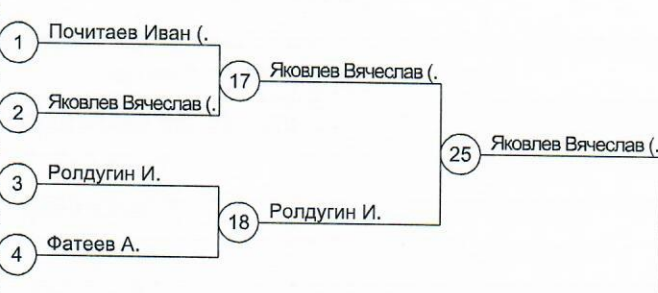 1 Почитаев Иван (.
17 Яковлев Вячеслав (.
2 Яковлев Вячеслав (.
25 Яковлев Вячеслав (.
3 Ролдугин И.
18 Ролдугин И.
4 Фатеев А.